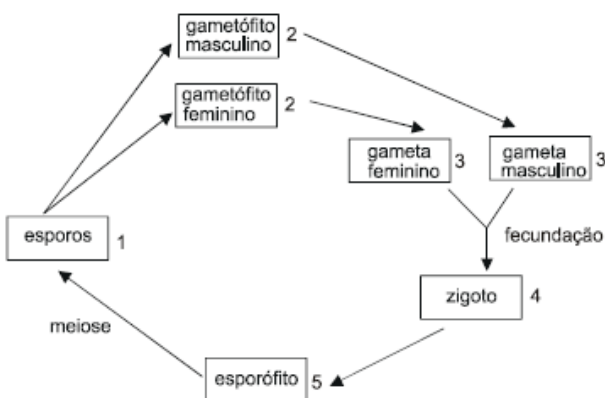 gametófito
masculino 2
gametófito
feminino 2
gameta
feminino 3
gameta
masculino 3
esporos 1
fecundação
zigoto 4
meiose
esporófito 5